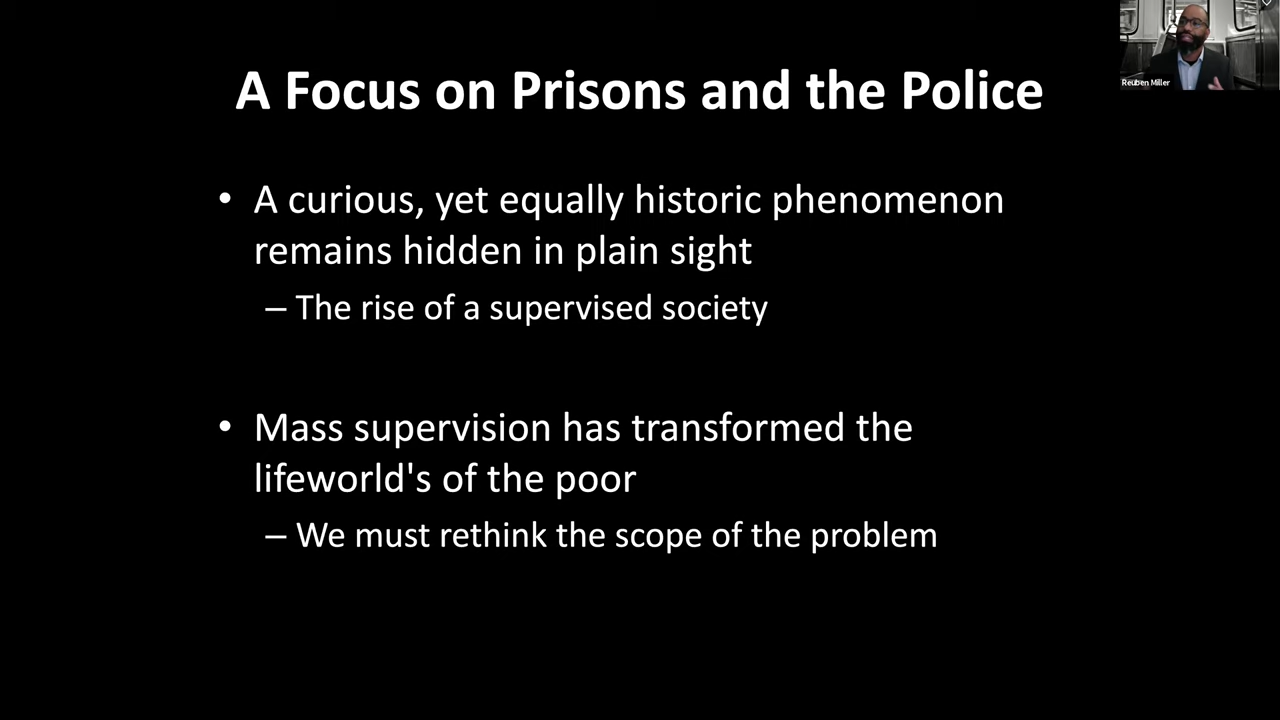 A Focus on Prisons and the Police
Reuben Miller
• A curious, yet equally historic phenomenon
remains hidden in plain sight
– The rise of a supervised society
• Mass supervision has transformed the
lifeworld's of the poor
– We must rethink the scope of the problem